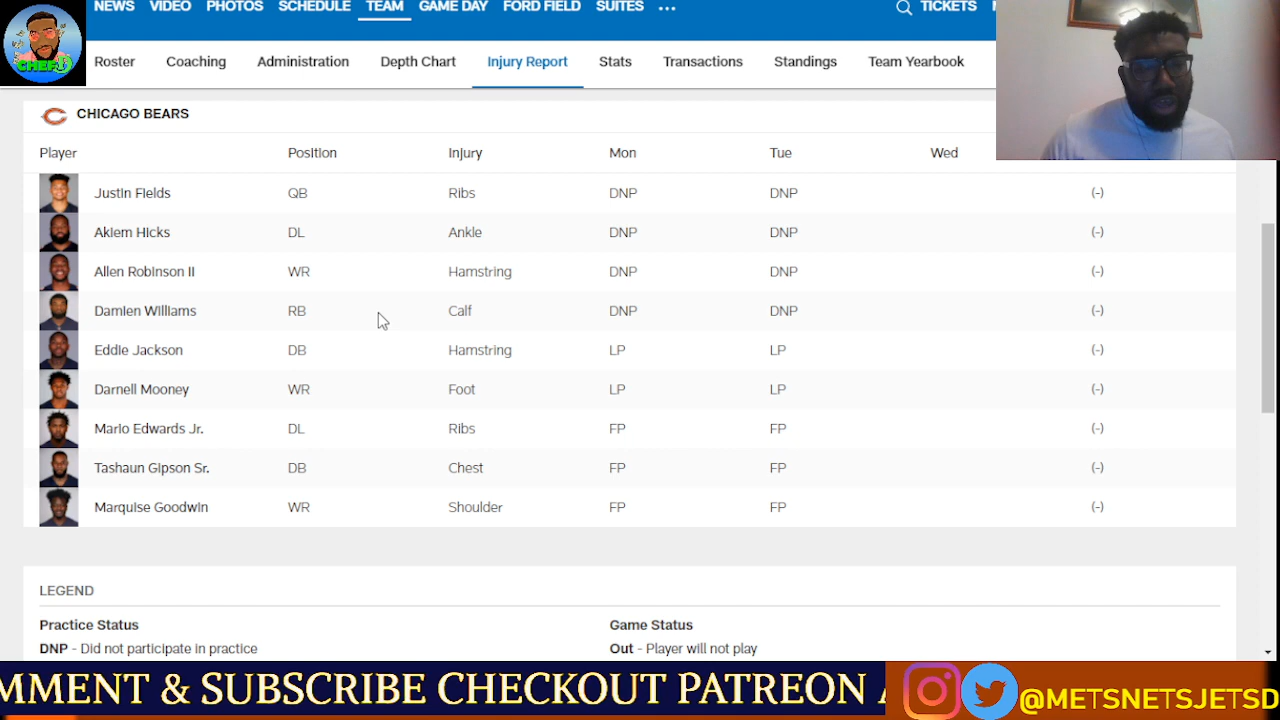 NEWS VIDEO PHOTOS SCHEDULE TEAM GAME DAY FORD FIELD SUITES ... TICKETS
CHEF
Roster Coaching Administration Depth Chart Injury Report Stats Transactions Standings Team Yearbook
CHICAGO BEARS
Player Position Injury Mon Tue Wed
Justin Fields QB Ribs DNP DNP (-)
Akiem Hicks DL Ankle DNP DNP (-)
Allen Robinson II WR Hamstring DNP DNP (-)
Damien Williams RB Calf DNP DNP (-)
Eddie Jackson DB Hamstring LP LP (-)
Darnell Mooney WR Foot LP LP (-)
Mario Edwards Jr. DL Ribs FP FP (-)
Tashaun Gipson Sr. DB Chest FP FP (-)
Marquise Goodwin WR Shoulder FP FP (-)
LEGEND
Practice Status Game Status
DNP - Did not participate in practice Out - Player will not play
MMENT & SUBSCRIBE CHECKOUT PATREON A @METSNETSJETSD